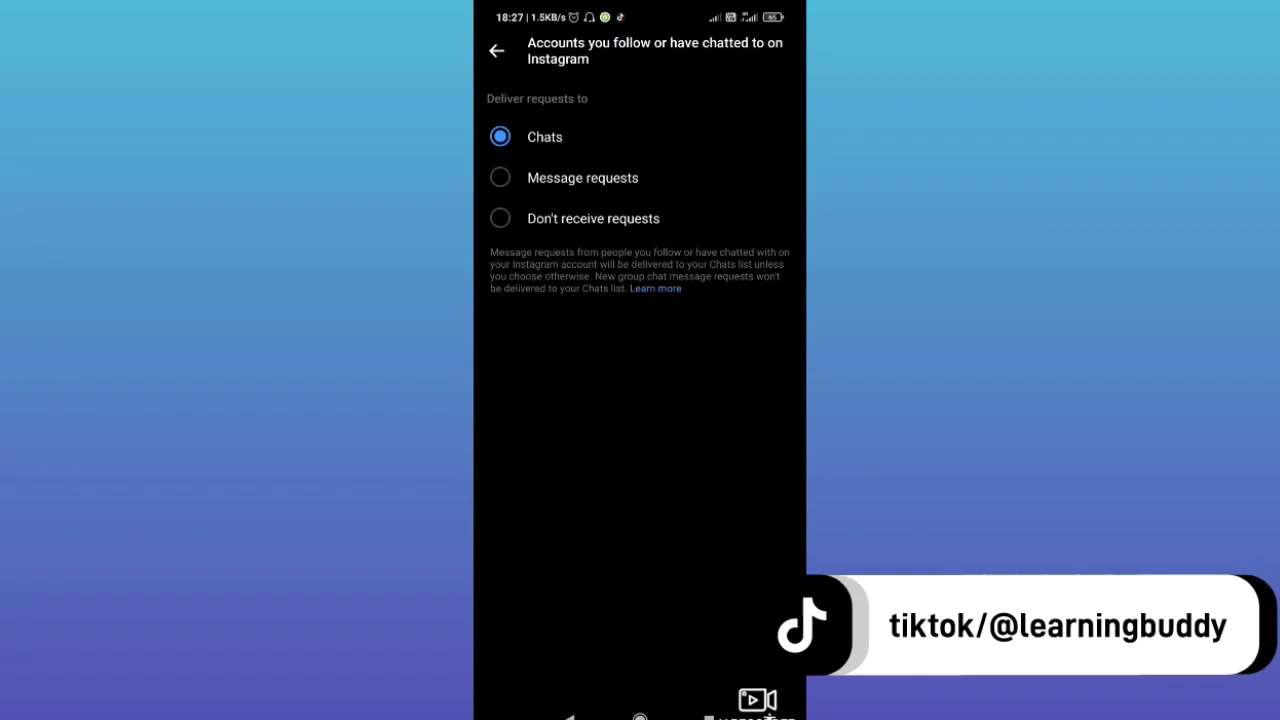 18:27 | 1.5KB/s
65
Accounts you follow or have chatted to on
Instagram
Deliver requests to
Chats
Message requests
Don't receive requests
Message requests from people you follow or have chatted with on
your Instagram account will be delivered to your Chats list unless
you choose otherwise. New group chat message requests won't
be delivered to your Chats list. Learn more
tiktok/@learningbuddy